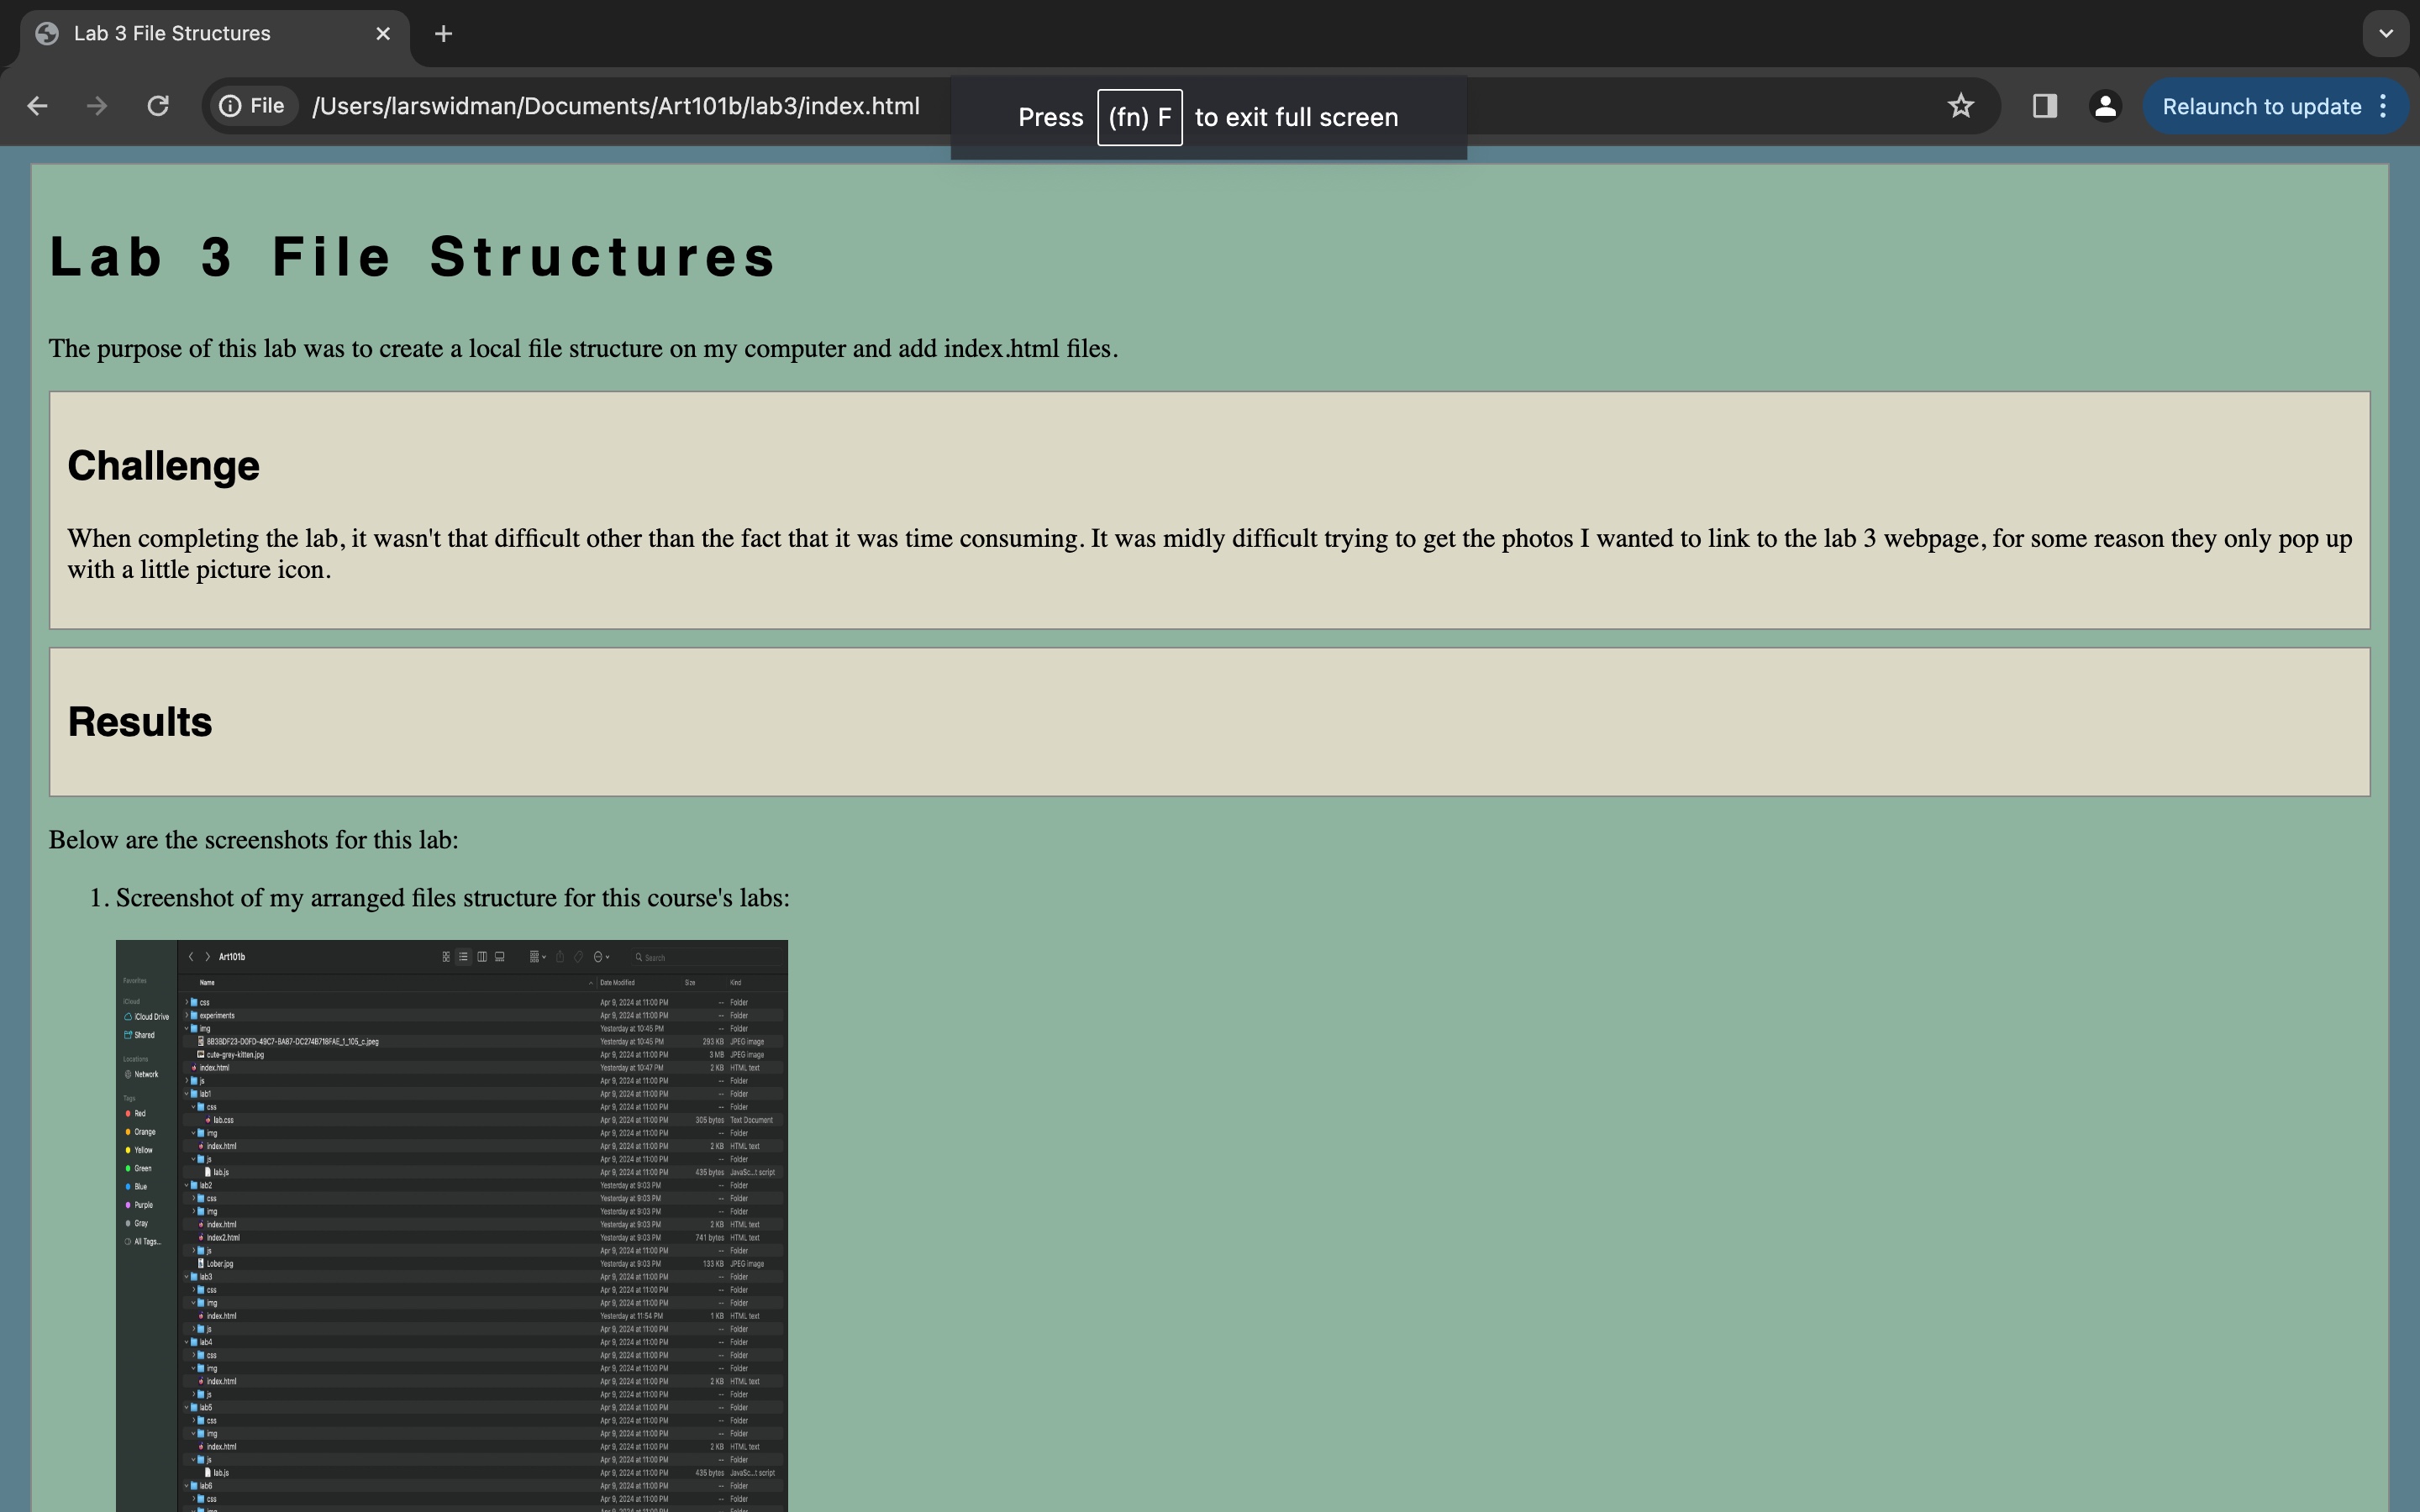 Lab 3 File Structures
File /Users/larswidman/Documents/Art101b/lab3/index.html
Press (fn) F to exit full screen
Relaunch to update
Lab 3 File Structures
The purpose of this lab was to create a local file structure on my computer and add index.html files.
Challenge
When completing the lab, it wasn't that difficult other than the fact that it was time consuming. It was midly difficult trying to get the photos I wanted to link to the lab 3 webpage, for some reason they only pop up
with a little picture icon.
Results
Below are the screenshots for this lab:
1. Screenshot of my arranged files structure for this course's labs:
Art101b Search
Favorites
iCloud
iCloud Drive
Shared
Locations
Network
Tags
Red
Orange
Yellow
Green
Blue
Purple
Gray
All Tags...
Name Date Modified Size Kind
css Apr 9, 2024 at 11:00 PM -- Folder
experiments Apr 9, 2024 at 11:00 PM -- Folder
img Yesterday at 10:45 PM -- Folder
Yesterday at 10:45 PM 293 KB JPEG image
cute-grey-kitten.jpg Apr 9, 2024 at 11:00 PM 3 MB JPEG image
index.html Yesterday at 10:47 PM 2 KB HTML text
js Apr 9, 2024 at 11:00 PM -- Folder
lab1 Apr 9, 2024 at 11:00 PM -- Folder
css Apr 9, 2024 at 11:00 PM -- Folder
lab.css Apr 9, 2024 at 11:00 PM 305 bytes Text Document
img Apr 9, 2024 at 11:00 PM -- Folder
index.html Apr 9, 2024 at 11:00 PM 2 KB HTML text
js Apr 9, 2024 at 11:00 PM -- Folder
lab.js Apr 9, 2024 at 11:00 PM 435 bytes JavaSc...t script
lab2 Yesterday at 9:03 PM -- Folder
css Yesterday at 9:03 PM -- Folder
img Yesterday at 9:03 PM -- Folder
index.html Yesterday at 9:03 PM 2 KB HTML text
Index2.html Yesterday at 9:03 PM 741 bytes HTML text
js Apr 9, 2024 at 11:00 PM -- Folder
Lober.jpg Yesterday at 9:03 PM 133 KB JPEG image
lab3 Apr 9, 2024 at 11:00 PM -- Folder
css Apr 9, 2024 at 11:00 PM -- Folder
img Apr 9, 2024 at 11:00 PM -- Folder
index.html Yesterday at 11:54 PM 1 KB HTML text
js Apr 9, 2024 at 11:00 PM -- Folder
lab4 Apr 9, 2024 at 11:00 PM -- Folder
css Apr 9, 2024 at 11:00 PM -- Folder
img Apr 9, 2024 at 11:00 PM -- Folder
index.html Apr 9, 2024 at 11:00 PM 2 KB HTML text
js Apr 9, 2024 at 11:00 PM -- Folder
lab5 Apr 9, 2024 at 11:00 PM -- Folder
css Apr 9, 2024 at 11:00 PM -- Folder
img Apr 9, 2024 at 11:00 PM -- Folder
index.html Apr 9, 2024 at 11:00 PM 2 KB HTML text
js Apr 9, 2024 at 11:00 PM -- Folder
lab.js Apr 9, 2024 at 11:00 PM 435 bytes JavaSc...t script
lab6 Apr 9, 2024 at 11:00 PM -- Folder
css Apr 9, 2024 at 11:00 PM -- Folder